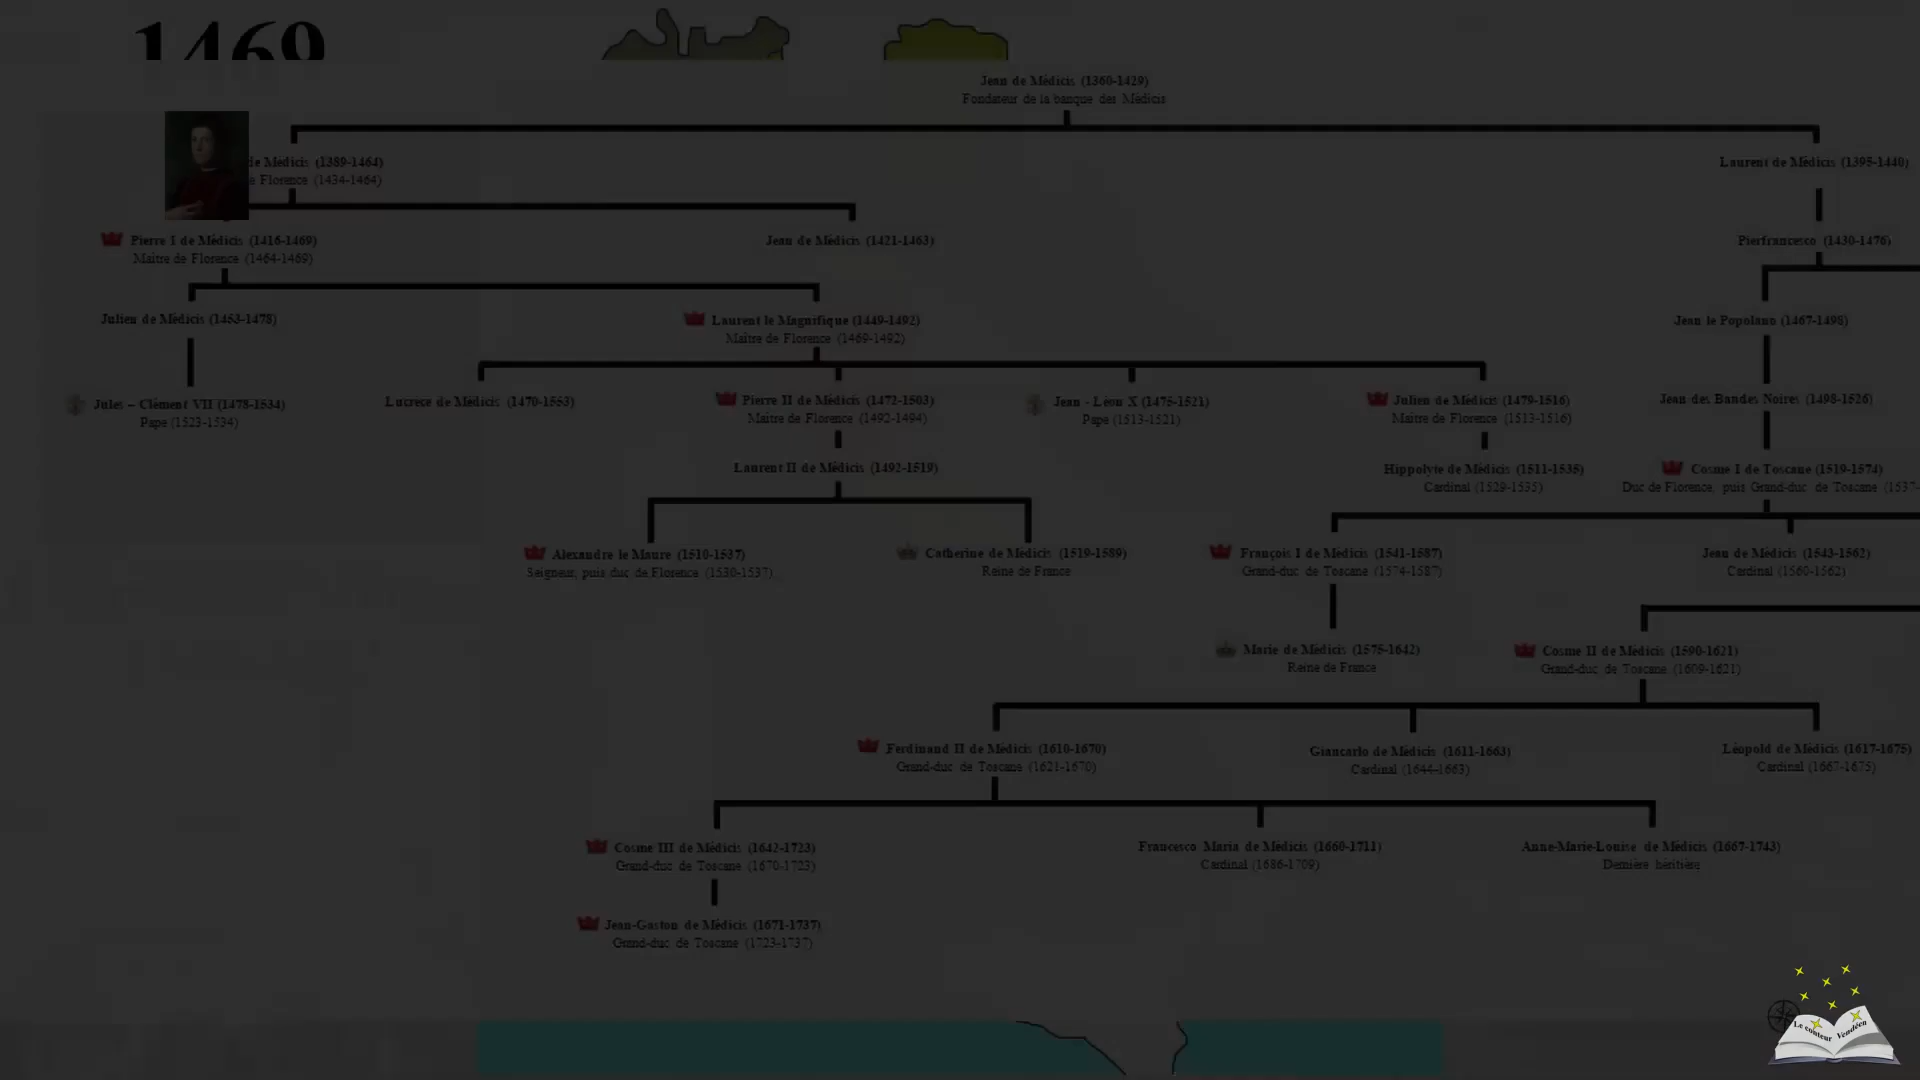 1469
Jean de Médicis (1360-1429)
Fondateur de la banque des Médicis
de Médicis (1389-1464)
e Florence (1434-1464)
Laurent de Médicis (1395-1440)
Pierre I de Médicis (1416-1469)
Maître de Florence (1464-1469)
Jean de Médicis (1421-1463)
Pierfrancesco (1430-1476)
Julien de Médicis (1453-1478)
Laurent le Magnifique (1449-1492)
Maître de Florence (1469-1492)
Jean le Popolano (1467-1498)
Jules – Clément VII (1478-1534)
Pape (1523-1534)
Lucrèce de Médicis (1470-1553)
Pierre II de Médicis (1472-1503)
Maître de Florence (1492-1494)
Jean - Léon X (1475-1521)
Pape (1513-1521)
Julien de Médicis (1479-1516)
Maître de Florence (1513-1516)
Jean des Bandes Noires (1498-1526)
Laurent II de Médicis (1492-1519)
Hippolyte de Médicis (1511-1535)
Cardinal (1529-1535)
Cosme I de Toscane (1519-1574)
Duc de Florence, puis Grand-duc de Toscane (1537-
Alexandre le Maure (1510-1537)
Seigneur, puis duc de Florence (1530-1537)
Catherine de Médicis (1519-1589)
Reine de France
François I de Médicis (1541-1587)
Grand-duc de Toscane (1574-1587)
Jean de Médicis (1543-1562)
Cardinal (1560-1562)
Marie de Médicis (1575-1642)
Reine de France
Cosme II de Médicis (1590-1621)
Grand-duc de Toscane (1609-1621)
Ferdinand II de Médicis (1610-1670)
Grand-duc de Toscane (1621-1670)
Giancarlo de Médicis (1611-1663)
Cardinal (1644-1663)
Léopold de Médicis (1617-1675)
Cardinal (1667-1675)
Cosme III de Médicis (1642-1723)
Grand-duc de Toscane (1670-1723)
Francesco Maria de Médicis (1660-1711)
Cardinal (1686-1709)
Anne-Marie-Louise de Médicis (1667-1743)
Dernière héritière
Jean-Gaston de Médicis (1671-1737)
Grand-duc de Toscane (1723-1737)
Le conteur Vendéen